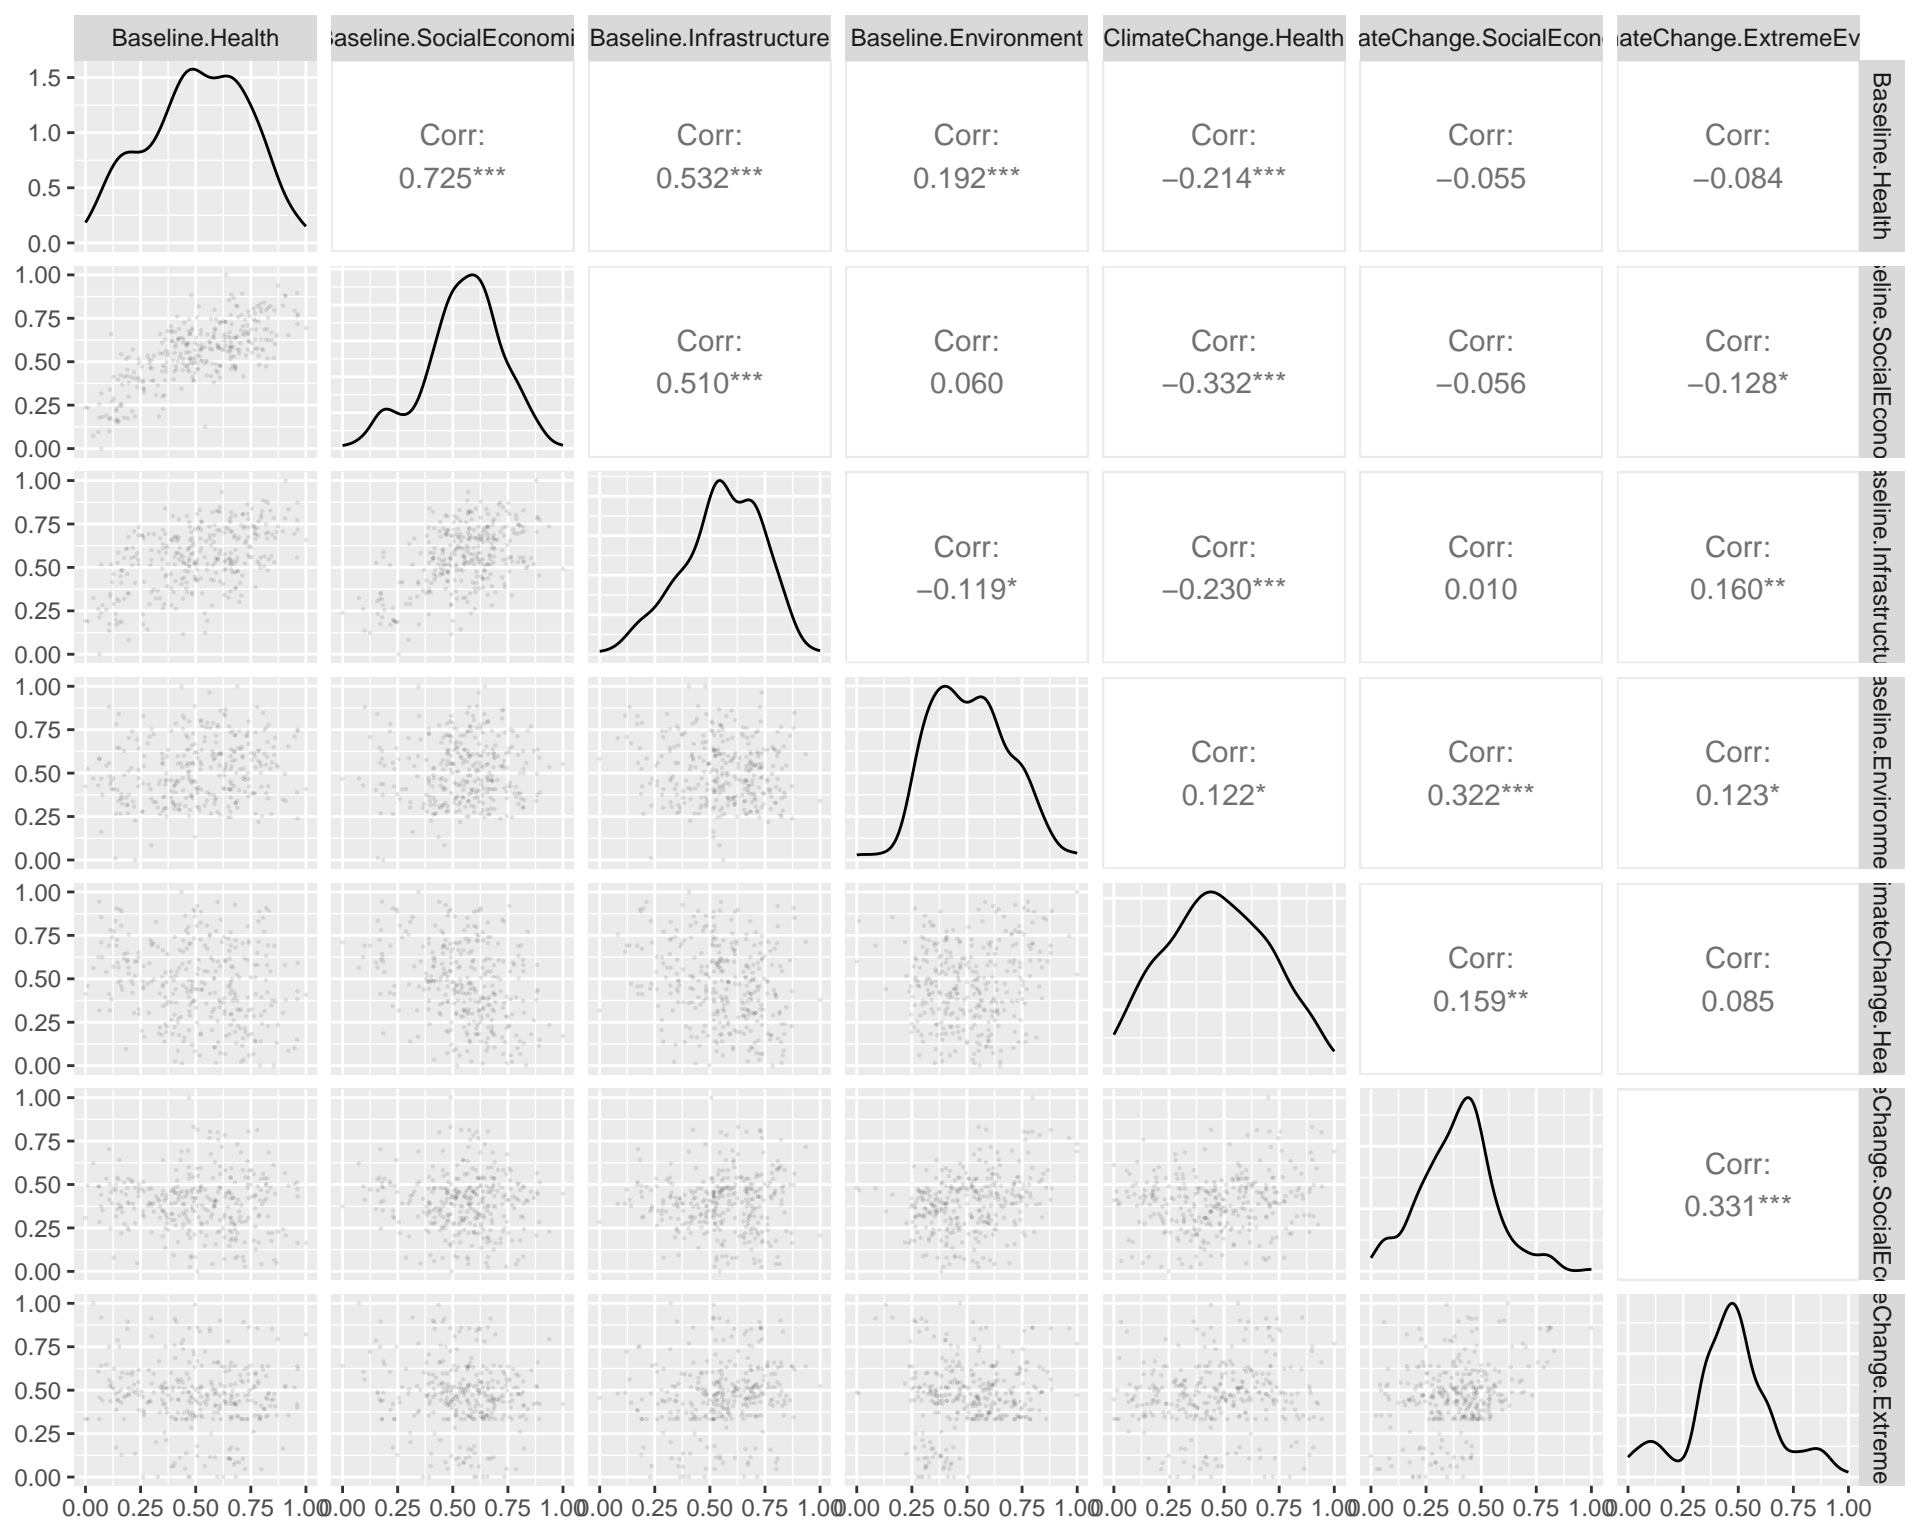 Baseline.Health
Baseline.SocialEconomi
Baseline.Infrastructure
Baseline.Environment
ClimateChange.Health
ateChange.SocialEcon
ateChange.ExtremeEv
1.5
1.0
0.5
0.0
Corr:
0.725***
Corr:
0.532***
Corr:
0.192***
Corr:
−0.214***
Corr:
−0.055
Corr:
−0.084
Baseline.Health
1.00
0.75
0.50
0.25
0.00
Corr:
0.510***
Corr:
0.060
Corr:
−0.332***
Corr:
−0.056
Corr:
−0.128*
eline.SocialEcono
1.00
0.75
0.50
0.25
0.00
Corr:
−0.119*
Corr:
−0.230***
Corr:
0.010
Corr:
0.160**
aseline.Infrastructu
1.00
0.75
0.50
0.25
0.00
Corr:
0.122*
Corr:
0.322***
Corr:
0.123*
aseline.Environme
1.00
0.75
0.50
0.25
0.00
Corr:
0.159**
Corr:
0.085
imateChange.Hea
1.00
0.75
0.50
0.25
0.00
Corr:
0.331***
eChange.SocialEc
1.00
0.75
0.50
0.25
0.00
eChange.Extreme
0.00 0.25 0.50 0.75 1.00
0.00 0.25 0.50 0.75 1.00
0.00 0.25 0.50 0.75 1.00
0.00 0.25 0.50 0.75 1.00
0.00 0.25 0.50 0.75 1.00
0.00 0.25 0.50 0.75 1.00
0.00 0.25 0.50 0.75 1.00